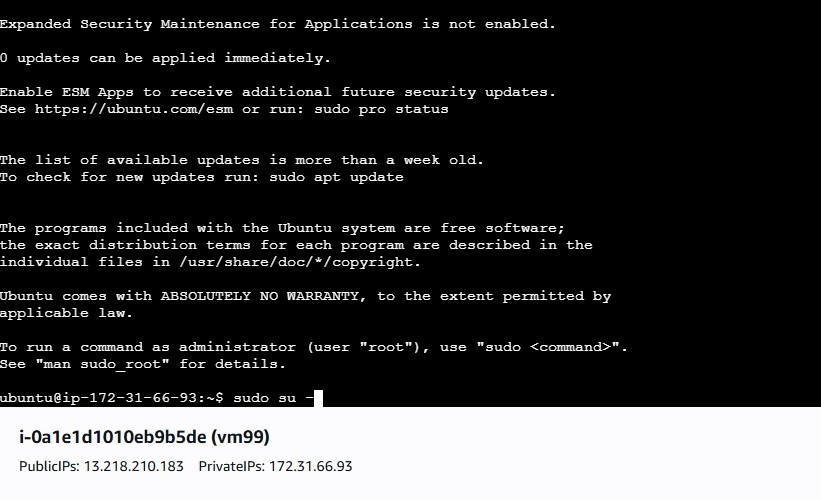 Expanded Security Maintenance for Applications is not enabled.
0 updates can be applied immediately.
Enable ESM Apps to receive additional future security updates.
See https://ubuntu.com/esm or run: sudo pro status
The list of available updates is more than a week old.
To check for new updates run: sudo apt update
The programs included with the Ubuntu system are free software;
the exact distribution terms for each program are described in the
individual files in /usr/share/doc/*/copyright.
Ubuntu comes with ABSOLUTELY NO WARRANTY, to the extent permitted by
applicable law.
To run a command as administrator (user "root"), use "sudo <command>".
See "man sudo_root" for details.
ubuntu@ip-172-31-66-93:~$ sudo su -
i-0a1e1d1010eb9b5de (vm99)
PublicIPs: 13.218.210.183 PrivateIPs: 172.31.66.93